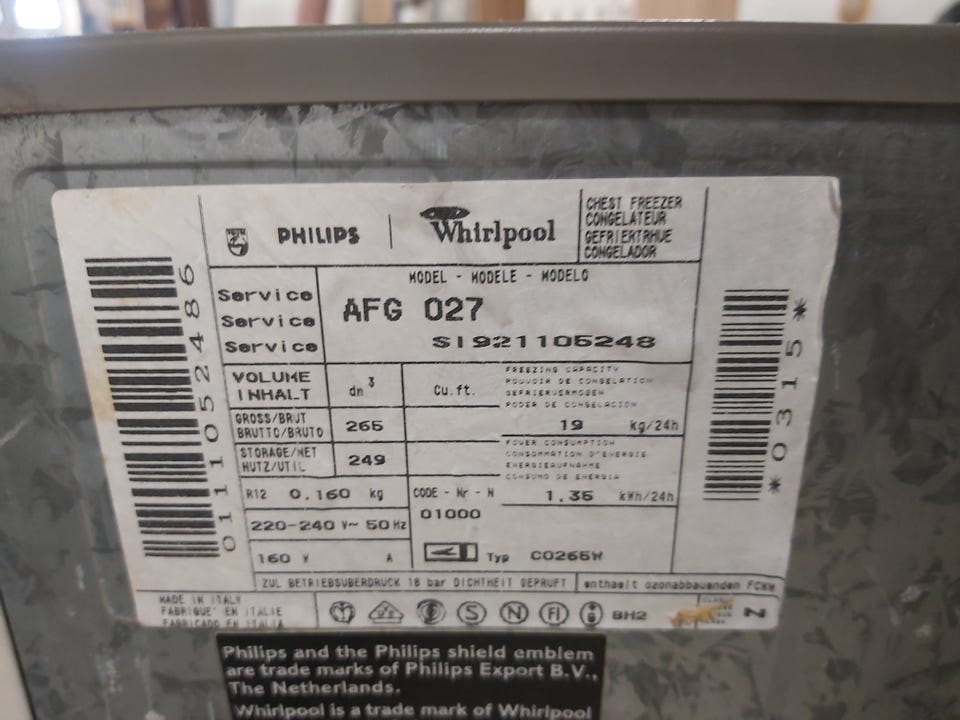 PHILIPS
Whirlpool
CHEST FREEZER
CONGELATEUR
GEFRIERTRHUE
CONGELADOR
MODEL - MODELE - MODELO
Service
Service
Service
AFG 027
SI921105248
VOLUME
INHALT
dn³
Cu.ft.
FREEZING CAPACITY
POUVOIR DE CONGELATION
GEFRIERVERMOGEN
PODER DE CONGELACION
19 kg/24h
GROSS/BRUT
BRUTTO/BRUTO
265
STORAGE/NET
NUTZ/UTIL
249
POWER CONSUMPTION
CONSOMMATION D'ENERGIE
ENERGIEAUFNAHME
CONSUMO DE ENERGIA
1.35 kWh/24h
R12 0.160 kg
CODE - Nr - N
01000
220-240 V~ 50 Hz
160 W A
Typ C0265W
ZUL BETRIEBSUBERDRUCK 18 bar DICHTHEIT GEPRUFT
enthaelt ozonabbauenden FCKW
MADE IN ITALY
FABRIQUE' EN ITALIE
FABRICADO EN ITALIA
S N FI
BH2
N
011105 2486
*0315*
Philips and the Philips shield emblem
are trade marks of Philips Export B.V.,
The Netherlands.
Whirlpool is a trade mark of Whirlpool